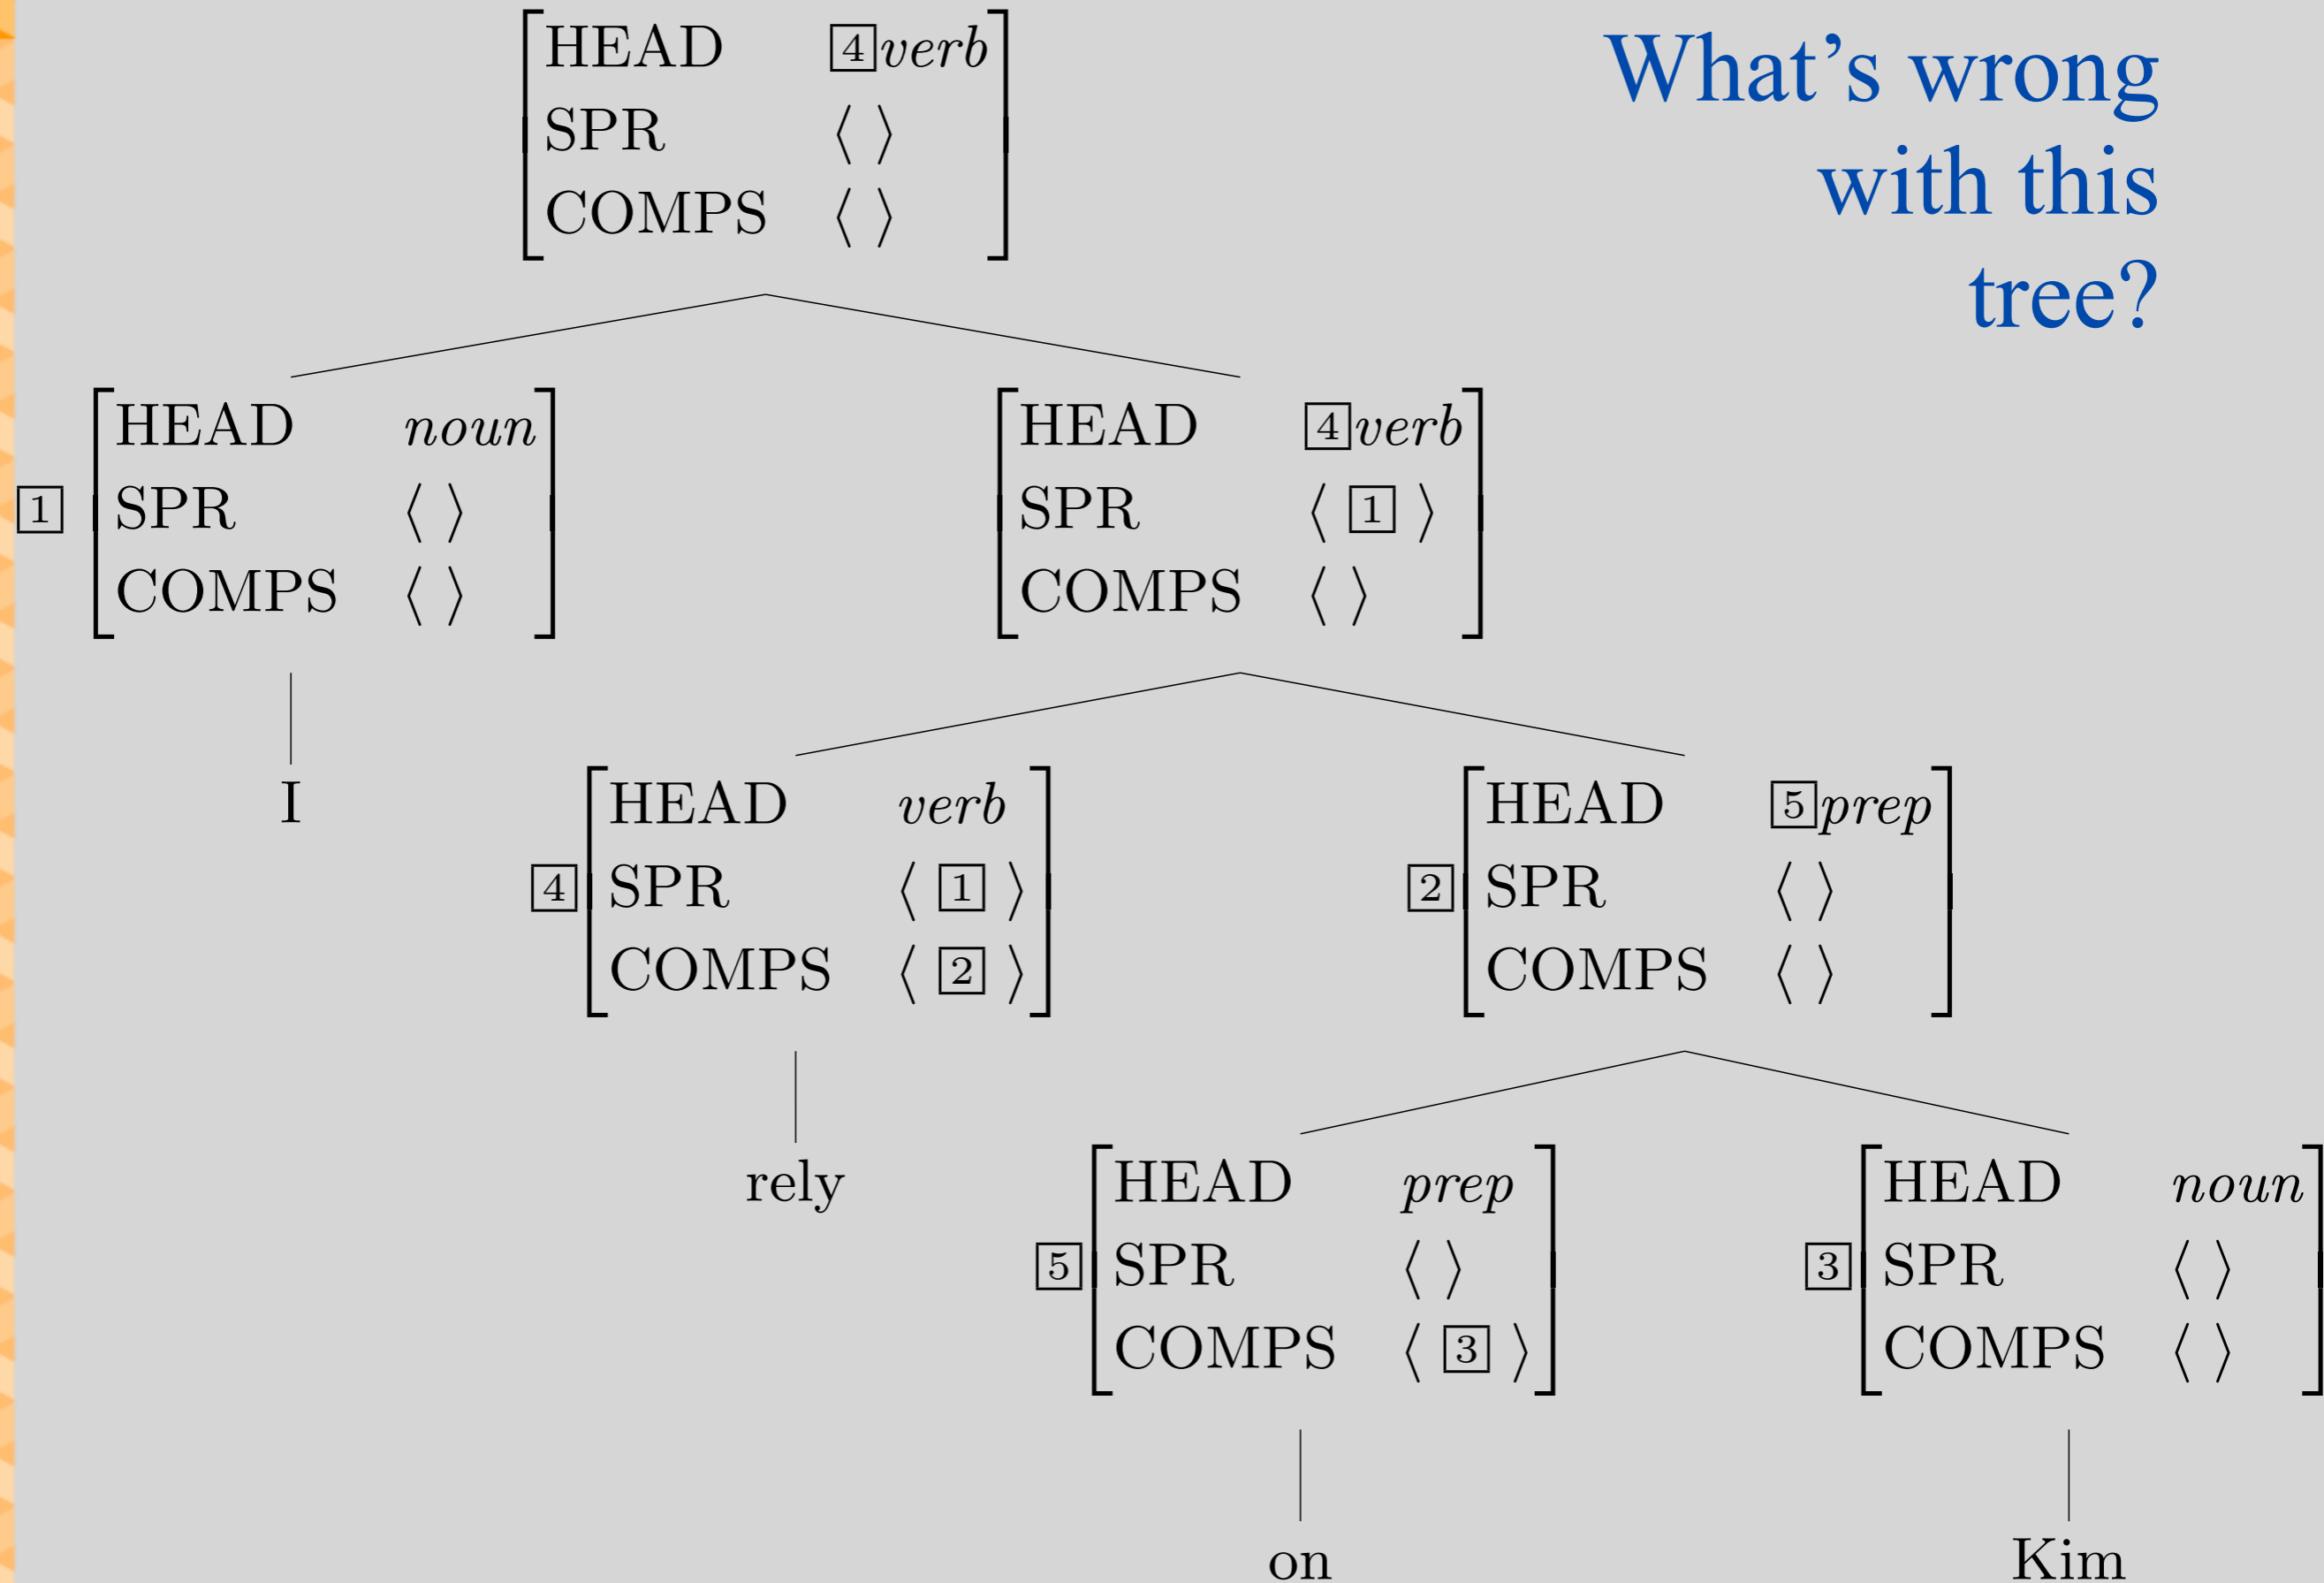 What's wrong
with this
tree?
HEAD 4 verb
SPR ⟨ ⟩
COMPS ⟨ ⟩
1
HEAD noun
SPR ⟨ ⟩
COMPS ⟨ ⟩
HEAD 4 verb
SPR ⟨ 1 ⟩
COMPS ⟨ ⟩
I
4
HEAD verb
SPR ⟨ 1 ⟩
COMPS ⟨ 2 ⟩
2
HEAD 5 prep
SPR ⟨ ⟩
COMPS ⟨ ⟩
rely
5
HEAD prep
SPR ⟨ ⟩
COMPS ⟨ 3 ⟩
3
HEAD noun
SPR ⟨ ⟩
COMPS ⟨ ⟩
on
Kim